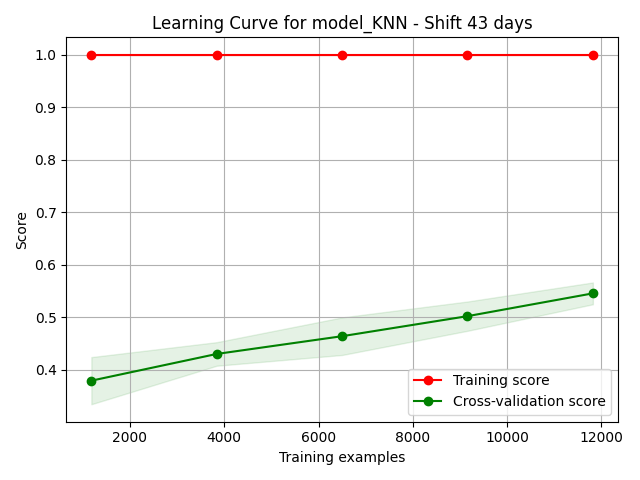 Learning Curve for model_KNN - Shift 43 days
Score
1.0
0.9
0.8
0.7
0.6
0.5
0.4
2000
4000
6000
8000
10000
12000
Training examples
Training score
Cross-validation score